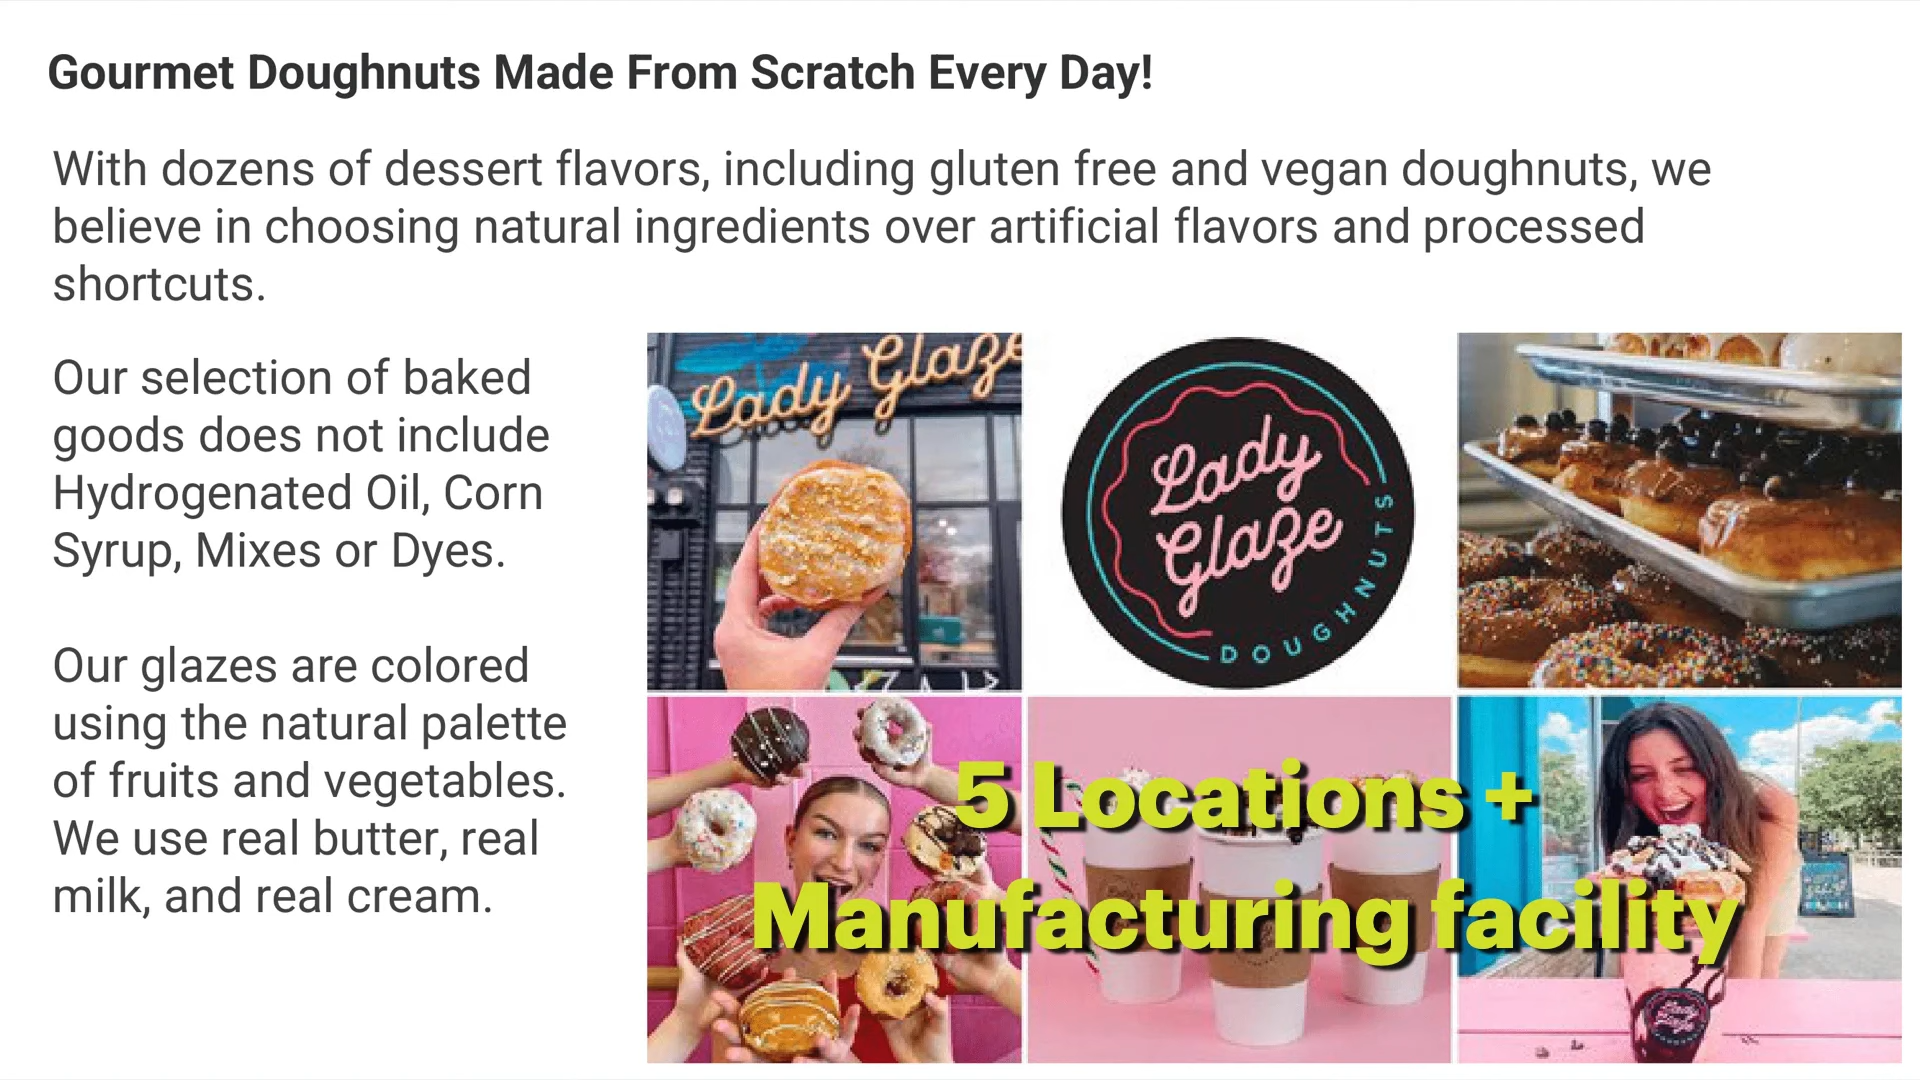 Gourmet Doughnuts Made From Scratch Every Day!
With dozens of dessert flavors, including gluten free and vegan doughnuts, we
believe in choosing natural ingredients over artificial flavors and processed
shortcuts.
Our selection of baked
goods does not include
Hydrogenated Oil, Corn
Syrup, Mixes or Dyes.
Our glazes are colored
using the natural palette
of fruits and vegetables.
We use real butter, real
milk, and real cream.
Lady Glaze
Lady
Glaze
DOUGHNUTS
5 Locations +
Manufacturing facility
Lady
Glaze